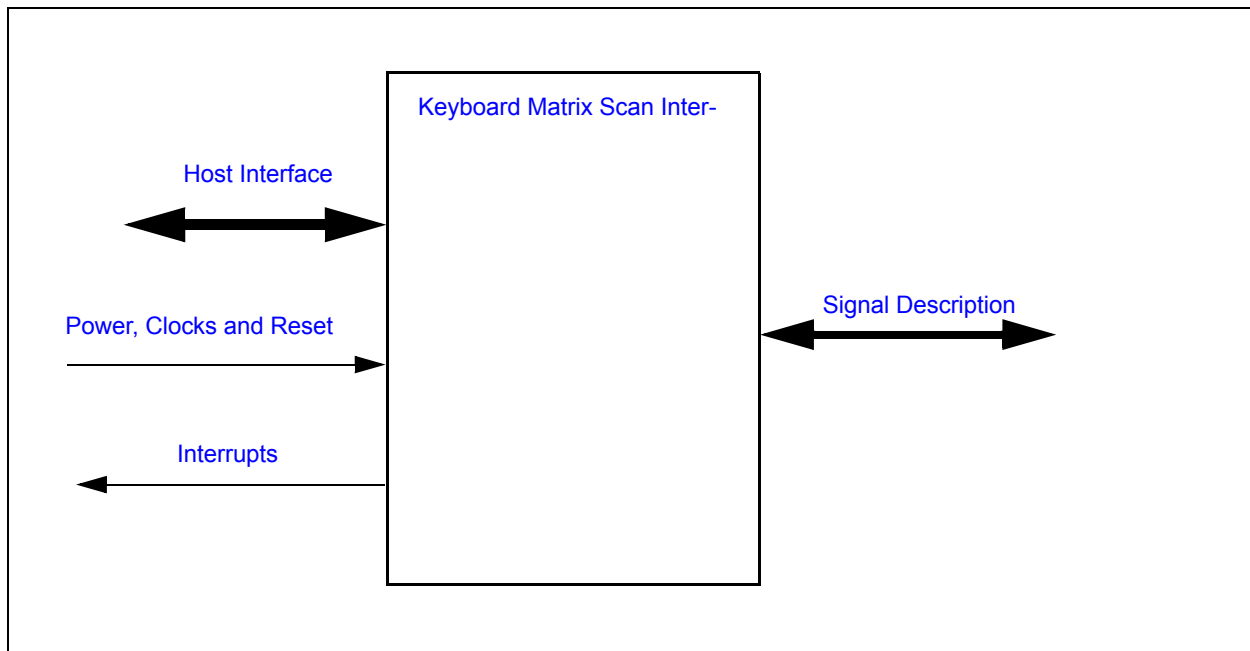 Keyboard Matrix Scan Inter-
Host Interface
Signal Description
Power, Clocks and Reset
Interrupts